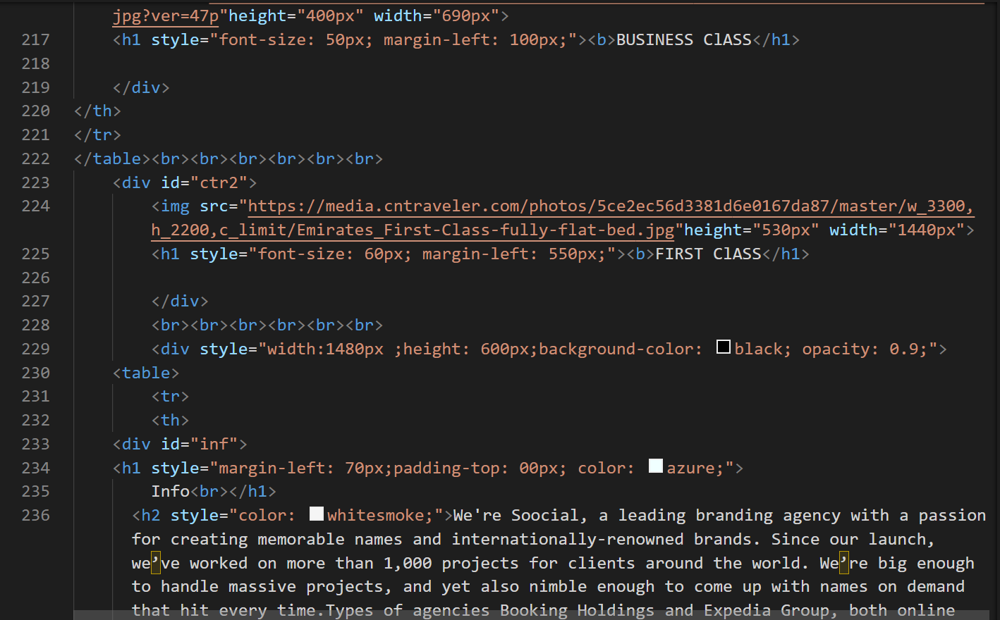 jpg?ver=47p"height="400px" width="690px">
217 <h1 style="font-size: 50px; margin-left: 100px;"><b>BUSINESS ClASS</h1>
218
219 </div>
220 </th>
221 </tr>
222 </table><br><br><br><br><br><br>
223 <div id="ctr2">
224 <img src="https://media.cntraveler.com/photos/5ce2ec56d3381d6e0167da87/master/w_3300,
h_2200,c_limit/Emirates_First-Class-fully-flat-bed.jpg"height="530px" width="1440px">
225 <h1 style="font-size: 60px; margin-left: 550px;"><b>FIRST ClASS</h1>
226
227 </div>
228 <br><br><br><br><br><br>
229 <div style="width:1480px ;height: 600px;background-color: black; opacity: 0.9;">
230 <table>
231 <tr>
232 <th>
233 <div id="inf">
234 <h1 style="margin-left: 70px;padding-top: 00px; color: azure;">
235 Info<br></h1>
236 <h2 style="color: whitesmoke;">We're Soocial, a leading branding agency with a passion
for creating memorable names and internationally-renowned brands. Since our launch,
we’ve worked on more than 1,000 projects for clients around the world. We’re big enough
to handle massive projects, and yet also nimble enough to come up with names on demand
that hit every time.Types of agencies Booking Holdings and Expedia Group, both online